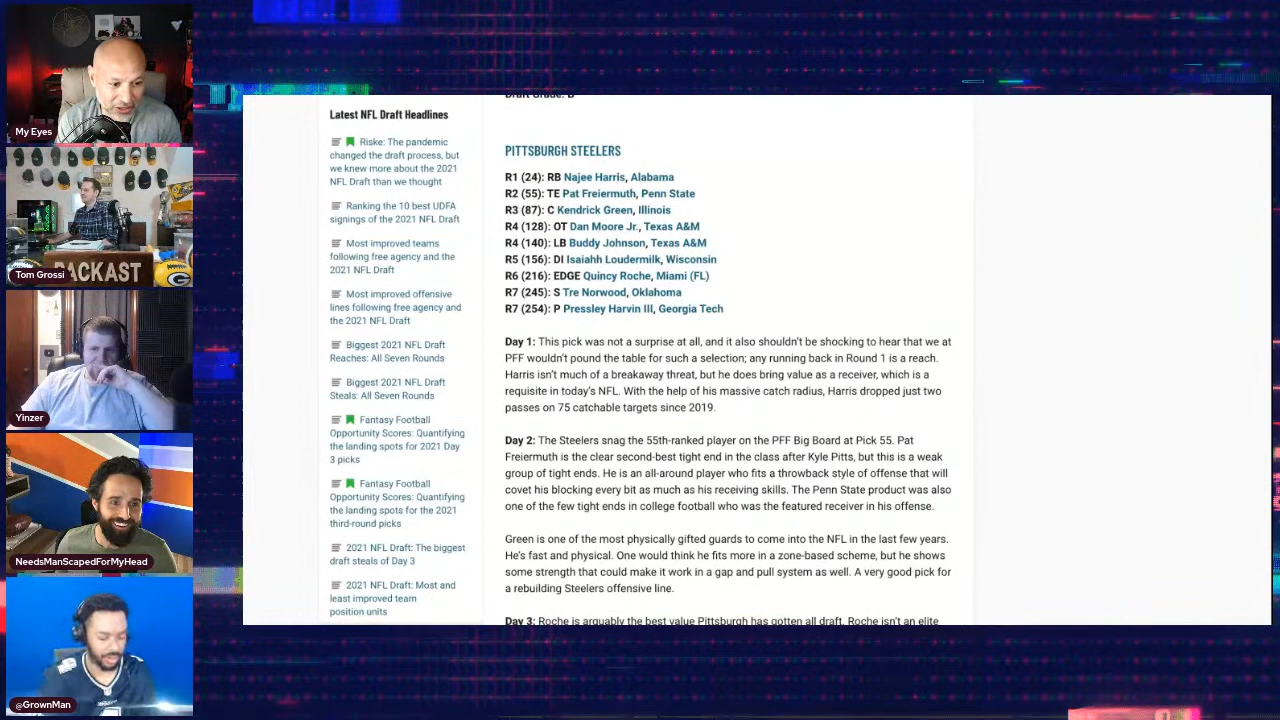 My Eyes
Tom Grossi
PACKAST
Yinzer
NeedsManScapedForMyHead
@GrownMan
Latest NFL Draft Headlines
Riske: The pandemic
changed the draft process, but
we knew more about the 2021
NFL Draft than we thought
Ranking the 10 best UDFA
signings of the 2021 NFL Draft
Most improved teams
following free agency and the
2021 NFL Draft
Most improved offensive
lines following free agency and
the 2021 NFL Draft
Biggest 2021 NFL Draft
Reaches: All Seven Rounds
Biggest 2021 NFL Draft
Steals: All Seven Rounds
Fantasy Football
Opportunity Scores: Quantifying
the landing spots for 2021 Day
3 picks
Fantasy Football
Opportunity Scores: Quantifying
the landing spots for the 2021
third-round picks
2021 NFL Draft: The biggest
draft steals of Day 3
2021 NFL Draft: Most and
least improved team
position units
Draft Grade: B
PITTSBURGH STEELERS
R1 (24): RB Najee Harris, Alabama
R2 (55): TE Pat Freiermuth, Penn State
R3 (87): C Kendrick Green, Illinois
R4 (128): OT Dan Moore Jr., Texas A&M
R4 (140): LB Buddy Johnson, Texas A&M
R5 (156): DI Isaiahh Loudermilk, Wisconsin
R6 (216): EDGE Quincy Roche, Miami (FL)
R7 (245): S Tre Norwood, Oklahoma
R7 (254): P Pressley Harvin III, Georgia Tech
Day 1: This pick was not a surprise at all, and it also shouldn't be shocking to hear that we at
PFF wouldn't pound the table for such a selection; any running back in Round 1 is a reach.
Harris isn't much of a breakaway threat, but he does bring value as a receiver, which is a
requisite in today's NFL. With the help of his massive catch radius, Harris dropped just two
passes on 75 catchable targets since 2019.
Day 2: The Steelers snag the 55th-ranked player on the PFF Big Board at Pick 55. Pat
Freiermuth is the clear second-best tight end in the class after Kyle Pitts, but this is a weak
group of tight ends. He is an all-around player who fits a throwback style of offense that will
covet his blocking every bit as much as his receiving skills. The Penn State product was also
one of the few tight ends in college football who was the featured receiver in his offense.
Green is one of the most physically gifted guards to come into the NFL in the last few years.
He's fast and physical. One would think he fits more in a zone-based scheme, but he shows
some strength that could make it work in a gap and pull system as well. A very good pick for
a rebuilding Steelers offensive line.
Day 3: Roche is arguably the best value Pittsburgh has gotten all draft. Roche isn't an elite